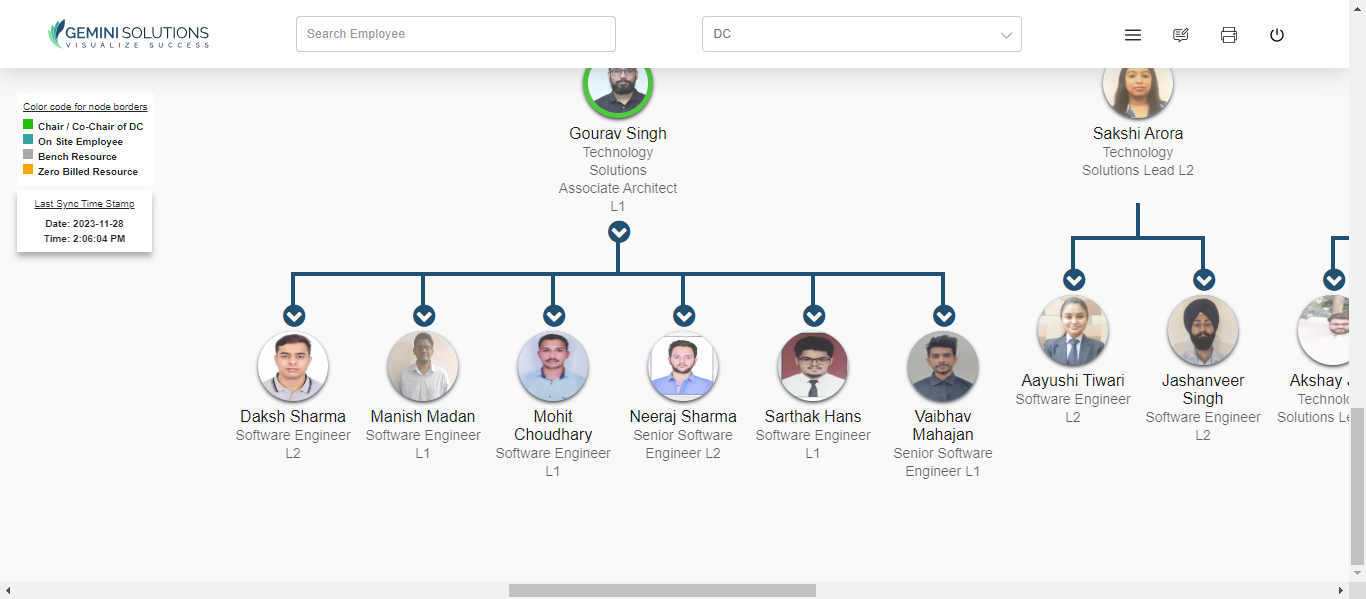 GEMINI SOLUTIONS
VISUALIZE SUCCESS
Search Employee
DC
Color code for node borders
Chair / Co-Chair of DC
On Site Employee
Bench Resource
Zero Billed Resource
Last Sync Time Stamp
Date: 2023-11-28
Time: 2:06:04 PM
Gourav Singh
Technology
Solutions
Associate Architect
L1
Sakshi Arora
Technology
Solutions Lead L2
Daksh Sharma
Software Engineer
L2
Manish Madan
Software Engineer
L1
Mohit
Choudhary
Software Engineer
L1
Neeraj Sharma
Senior Software
Engineer L2
Sarthak Hans
Software Engineer
L1
Vaibhav
Mahajan
Senior Software
Engineer L1
Aayushi Tiwari
Software Engineer
L2
Jashanveer
Singh
Software Engineer
L2
Akshay
Solutions